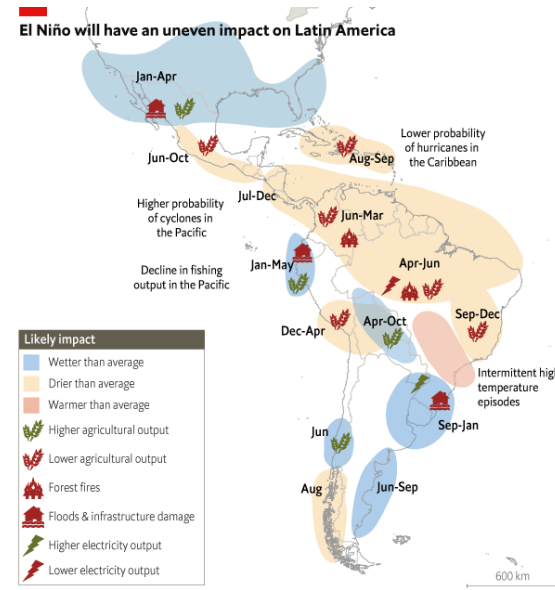 El Niño will have an uneven impact on Latin America
Jan-Apr
Jun-Oct
Aug-Sep
Lower probability
of hurricanes in
the Caribbean
Jul-Dec
Higher probability
of cyclones in
the Pacific
Jun-Mar
Decline in fishing
output in the Pacific
Jan-May
Apr-Jun
Dec-Apr
Apr-Oct
Sep-Dec
Intermittent hig
temperature
episodes
Sep-Jan
Jun
Aug
Jun-Sep
Likely impact
Wetter than average
Drier than average
Warmer than average
Higher agricultural output
Lower agricultural output
Forest fires
Floods & infrastructure damage
Higher electricity output
Lower electricity output
600 km